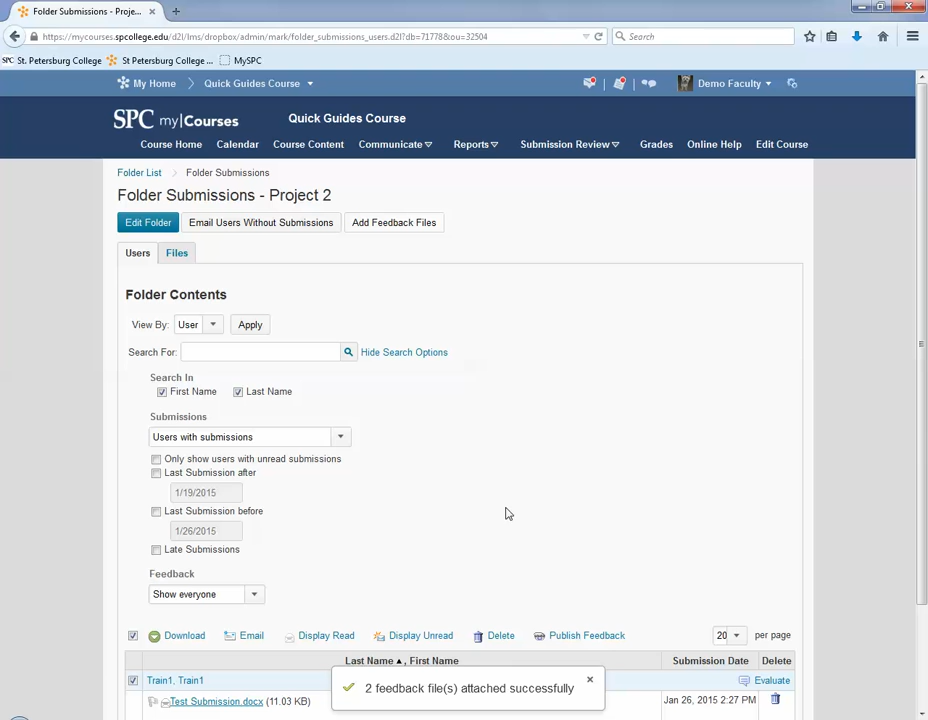 Folder Submissions - Proje...
https://mycourses.spcollege.edu/d2l/lms/dropbox/admin/mark/folder_submissions_users.d2l?db=71778&ou=32504
Search
SPC St. Petersburg College
St Petersburg College ...
MySPC
My Home
Quick Guides Course
Demo Faculty
SPC my|Courses
Quick Guides Course
Course Home
Calendar
Course Content
Communicate
Reports
Submission Review
Grades
Online Help
Edit Course
Folder List
Folder Submissions
Folder Submissions - Project 2
Edit Folder
Email Users Without Submissions
Add Feedback Files
Users
Files
Folder Contents
View By: User
Apply
Search For:
Hide Search Options
Search In
First Name
Last Name
Submissions
Users with submissions
Only show users with unread submissions
Last Submission after
1/19/2015
Last Submission before
1/26/2015
Late Submissions
Feedback
Show everyone
Download
Email
Display Read
Display Unread
Delete
Publish Feedback
20 per page
Last Name ▲, First Name
Submission Date
Delete
Train1, Train1
Evaluate
Test Submission.docx (11.03 KB)
Jan 26, 2015 2:27 PM
2 feedback file(s) attached successfully